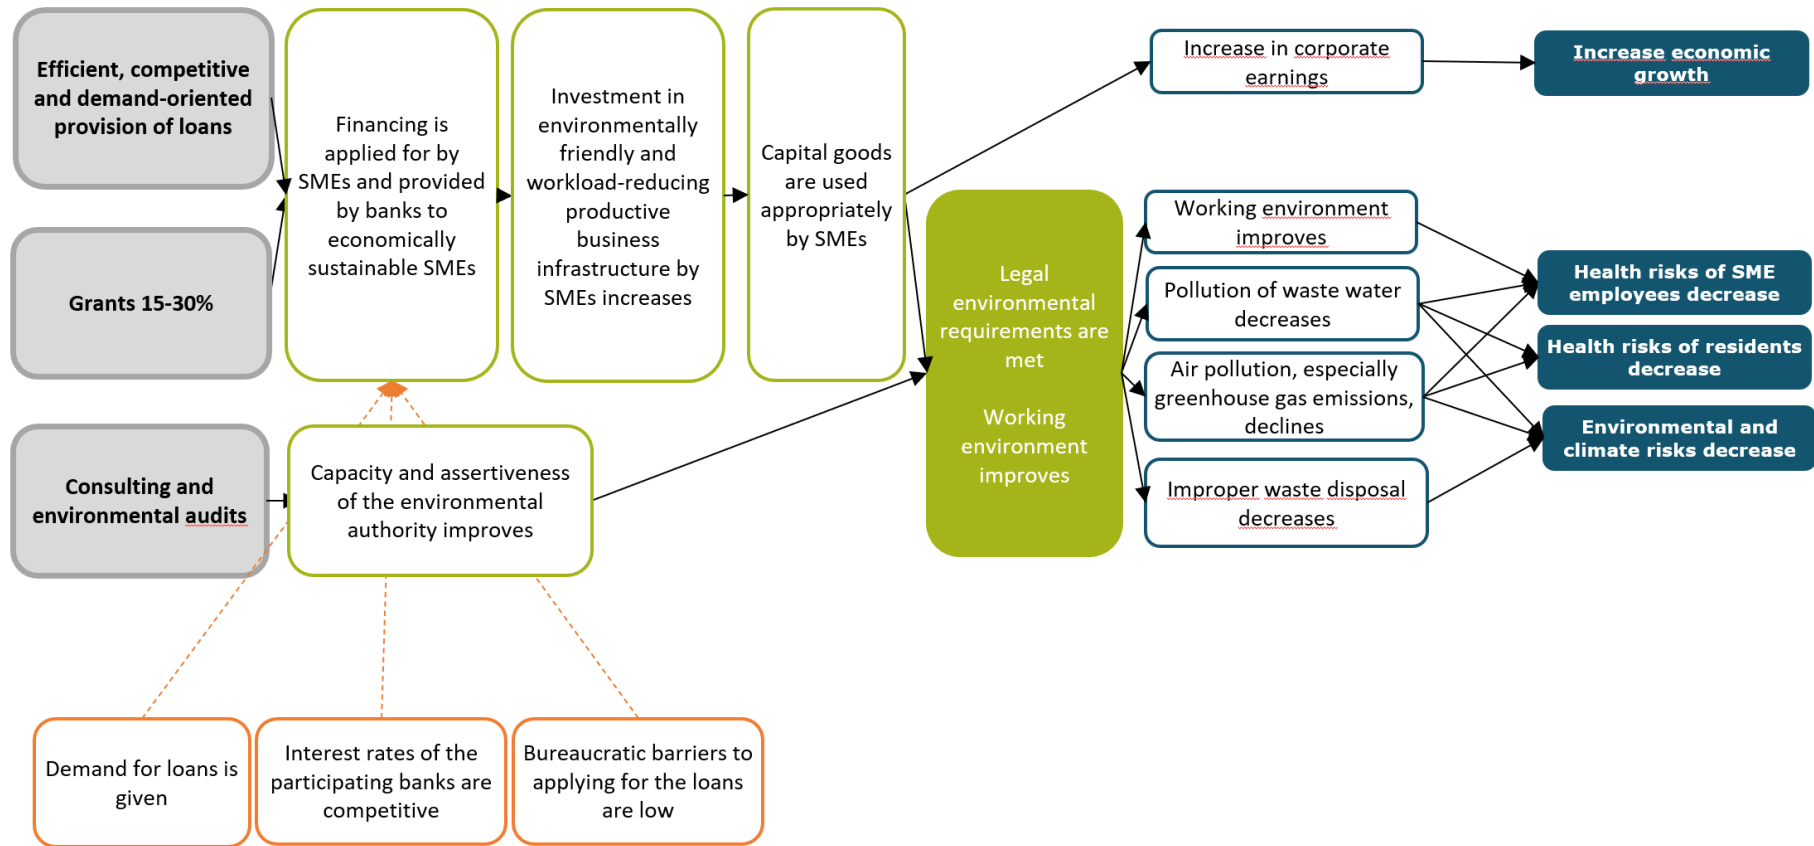 Efficient, competitive
and demand-oriented
provision of loans
Grants 15-30%
Consulting and
environmental audits
Financing is
applied for by
SMEs and provided
by banks to
economically
sustainable SMEs
Investment in
environmentally
friendly and
workload-reducing
productive
business
infrastructure by
SMEs increases
Capital goods
are used
appropriately
by SMEs
Capacity and assertiveness
of the environmental
authority improves
Legal
environmental
requirements are
met
Working
environment
improves
Increase in corporate
earnings
Working environment
improves
Pollution of waste water
decreases
Air pollution, especially
greenhouse gas emissions,
declines
Improper waste disposal
decreases
Increase economic
growth
Health risks of SME
employees decrease
Health risks of residents
decrease
Environmental and
climate risks decrease
Demand for loans is
given
Interest rates of the
participating banks are
competitive
Bureaucratic barriers to
applying for the loans
are low